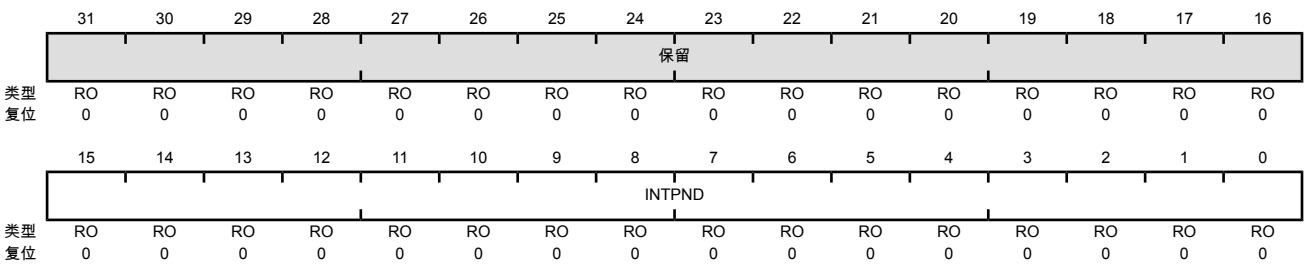 31 30 29 28 27 26 25 24 23 22 21 20 19 18 17 16
保留
类型 RO RO RO RO RO RO RO RO RO RO RO RO RO RO RO RO
复位 0 0 0 0 0 0 0 0 0 0 0 0 0 0 0 0
15 14 13 12 11 10 9 8 7 6 5 4 3 2 1 0
INTPND
类型 RO RO RO RO RO RO RO RO RO RO RO RO RO RO RO RO
复位 0 0 0 0 0 0 0 0 0 0 0 0 0 0 0 0